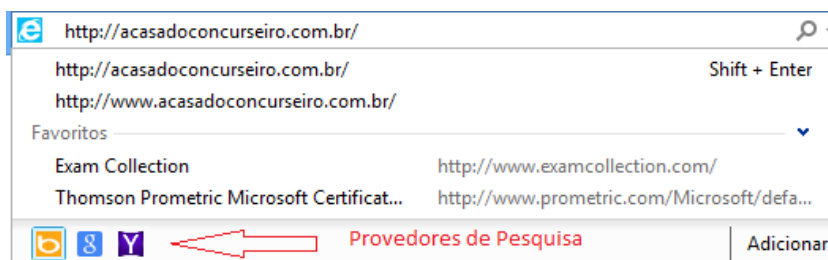 http://acasadoconcurseiro.com.br/
http://acasadoconcurseiro.com.br/ Shift + Enter
http://www.acasadoconcurseiro.com.br/
Favoritos
Exam Collection http://www.examcollection.com/
Thomson Prometric Microsoft Certificat... http://www.prometric.com/Microsoft/defa...
b 8 Y Provedores de Pesquisa Adicionar